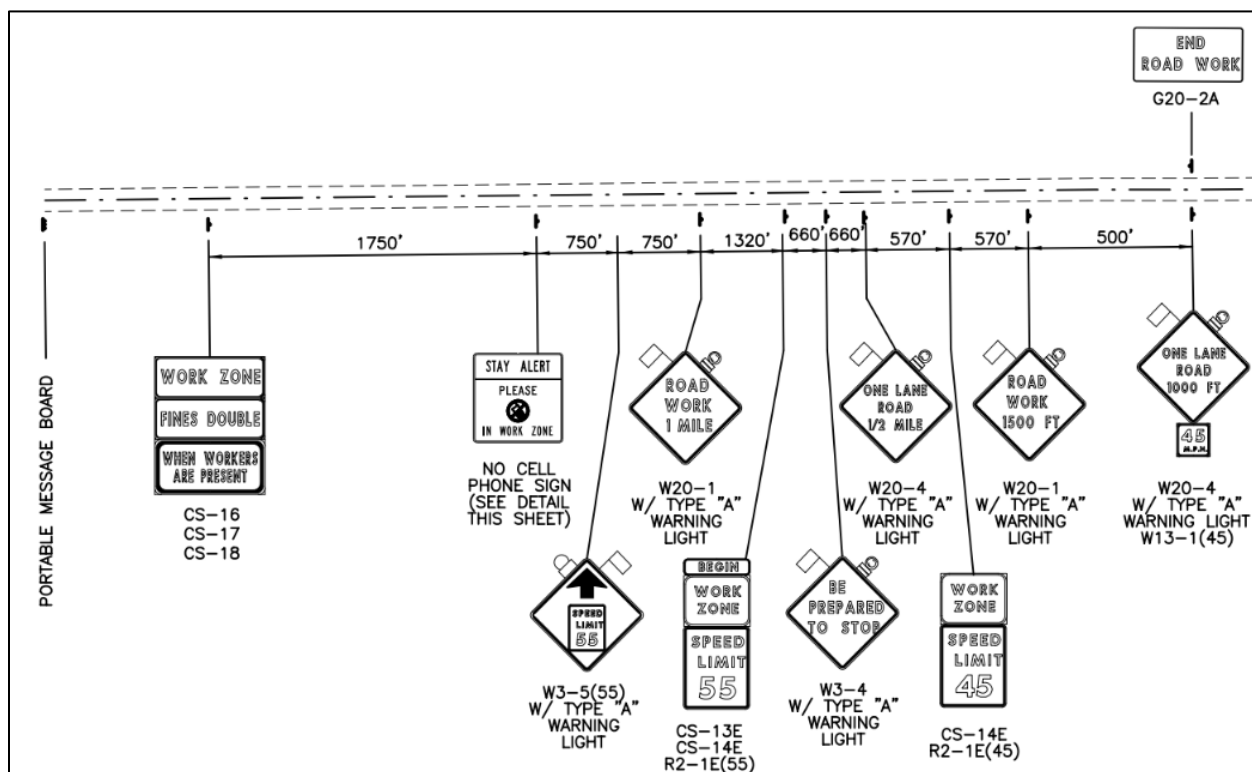 END
ROAD WORK
G20-2A
1750'
750'
750'
1320'
660'
660'
570'
570'
500'
PORTABLE MESSAGE BOARD
WORK ZONE
FINES DOUBLE
WHEN WORKERS
ARE PRESENT
CS-16
CS-17
CS-18
STAY ALERT
PLEASE
IN WORK ZONE
NO CELL
PHONE SIGN
(SEE DETAIL
THIS SHEET)
ROAD
WORK
1 MILE
W20-1
W/ TYPE "A"
WARNING
LIGHT
ONE LANE
ROAD
1/2 MILE
W20-4
W/ TYPE "A"
WARNING
LIGHT
ROAD
WORK
1500 FT
W20-1
W/ TYPE "A"
WARNING
LIGHT
ONE LANE
ROAD
1000 FT
45
M.P.H.
W20-4
W/ TYPE "A"
WARNING LIGHT
W13-1(45)
SPEED
LIMIT
55
W3-5(55)
W/ TYPE "A"
WARNING
LIGHT
BEGIN
WORK
ZONE
SPEED
LIMIT
55
CS-13E
CS-14E
R2-1E(55)
BE
PREPARED
TO STOP
W3-4
W/ TYPE "A"
WARNING
LIGHT
WORK
ZONE
SPEED
LIMIT
45
CS-14E
R2-1E(45)